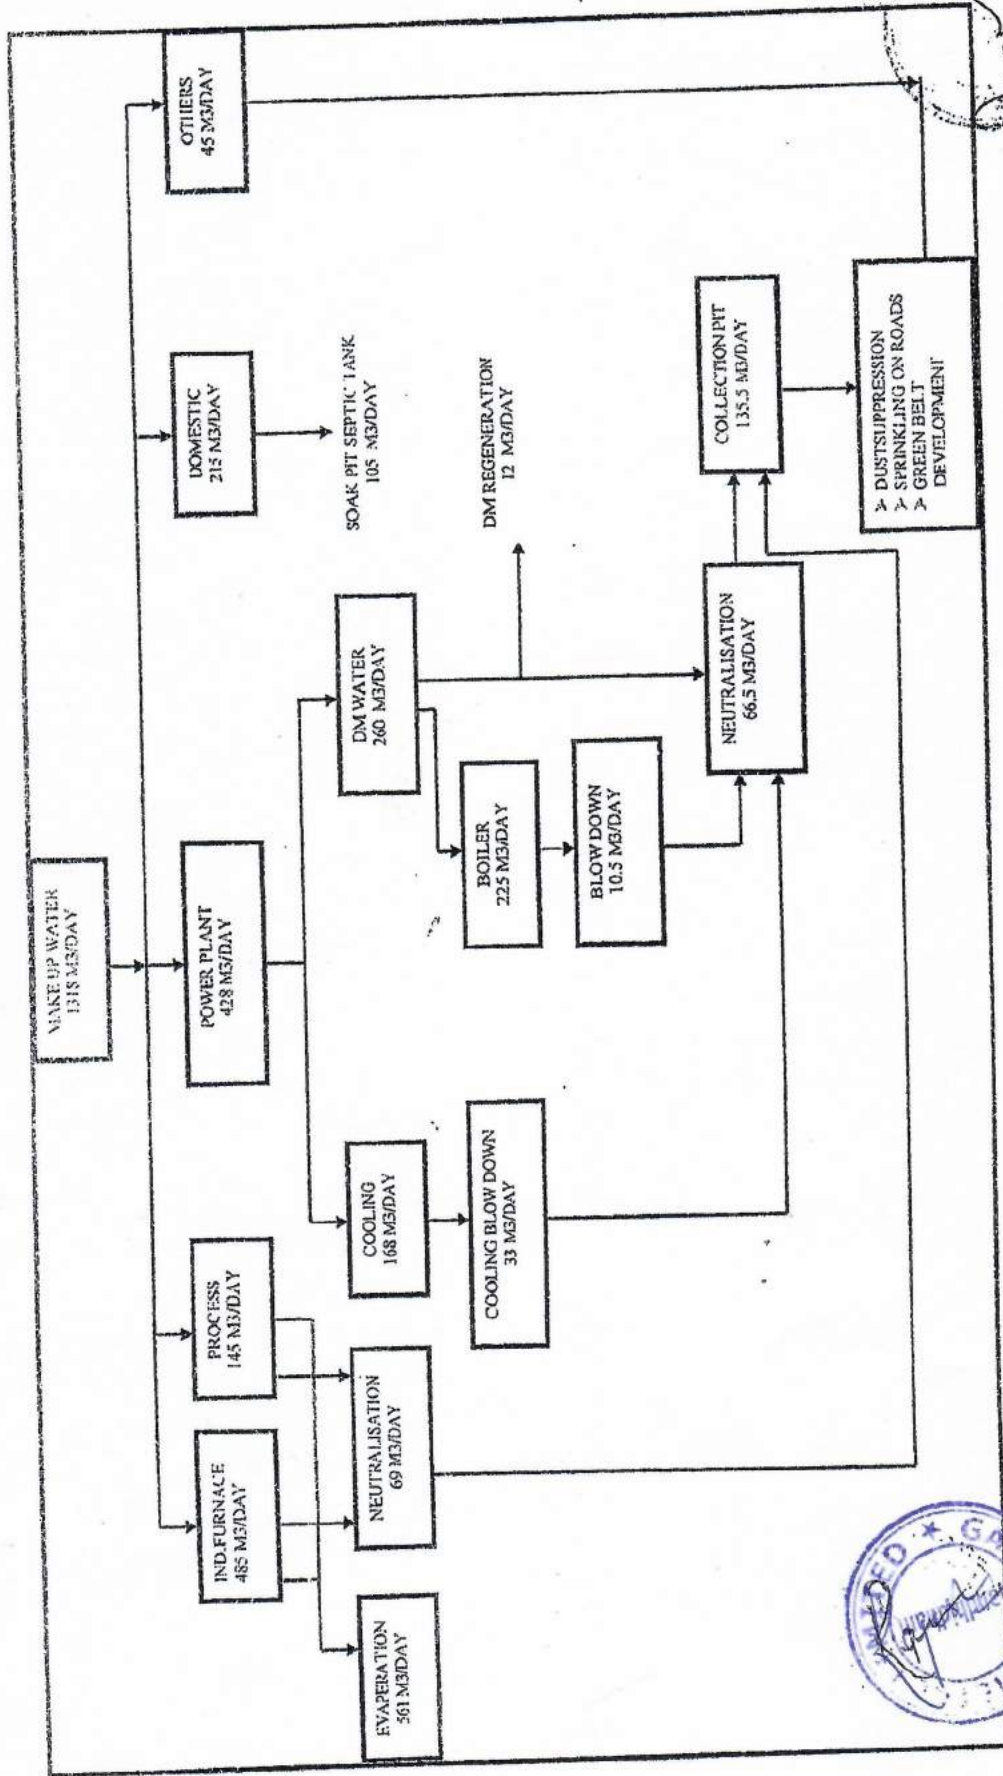 MAKE UP WATER
1318 M3/DAY
IND.FURNACE
485 M3/DAY
PROCESS
145 M3/DAY
POWER PLANT
428 M3/DAY
DOMESTIC
215 M3/DAY
OTHERS
45 M3/DAY
EVAPERATION
561 M3/DAY
NEUTRALISATION
69 M3/DAY
COOLING
168 M3/DAY
DM WATER
260 M3/DAY
SOAK PIT SEPTIC TANK
105 M3/DAY
COOLING BLOW DOWN
33 M3/DAY
BOILER
225 M3/DAY
DM REGENERATION
12 M3/DAY
BLOW DOWN
10.5 M3/DAY
NEUTRALISATION
66.5 M3/DAY
COLLECTION PIT
135.5 M3/DAY
➢ DUSTSUPPRESSION
➢ SPRINKLING ON ROADS
➢ GREEN BELT
DEVELOPMENT